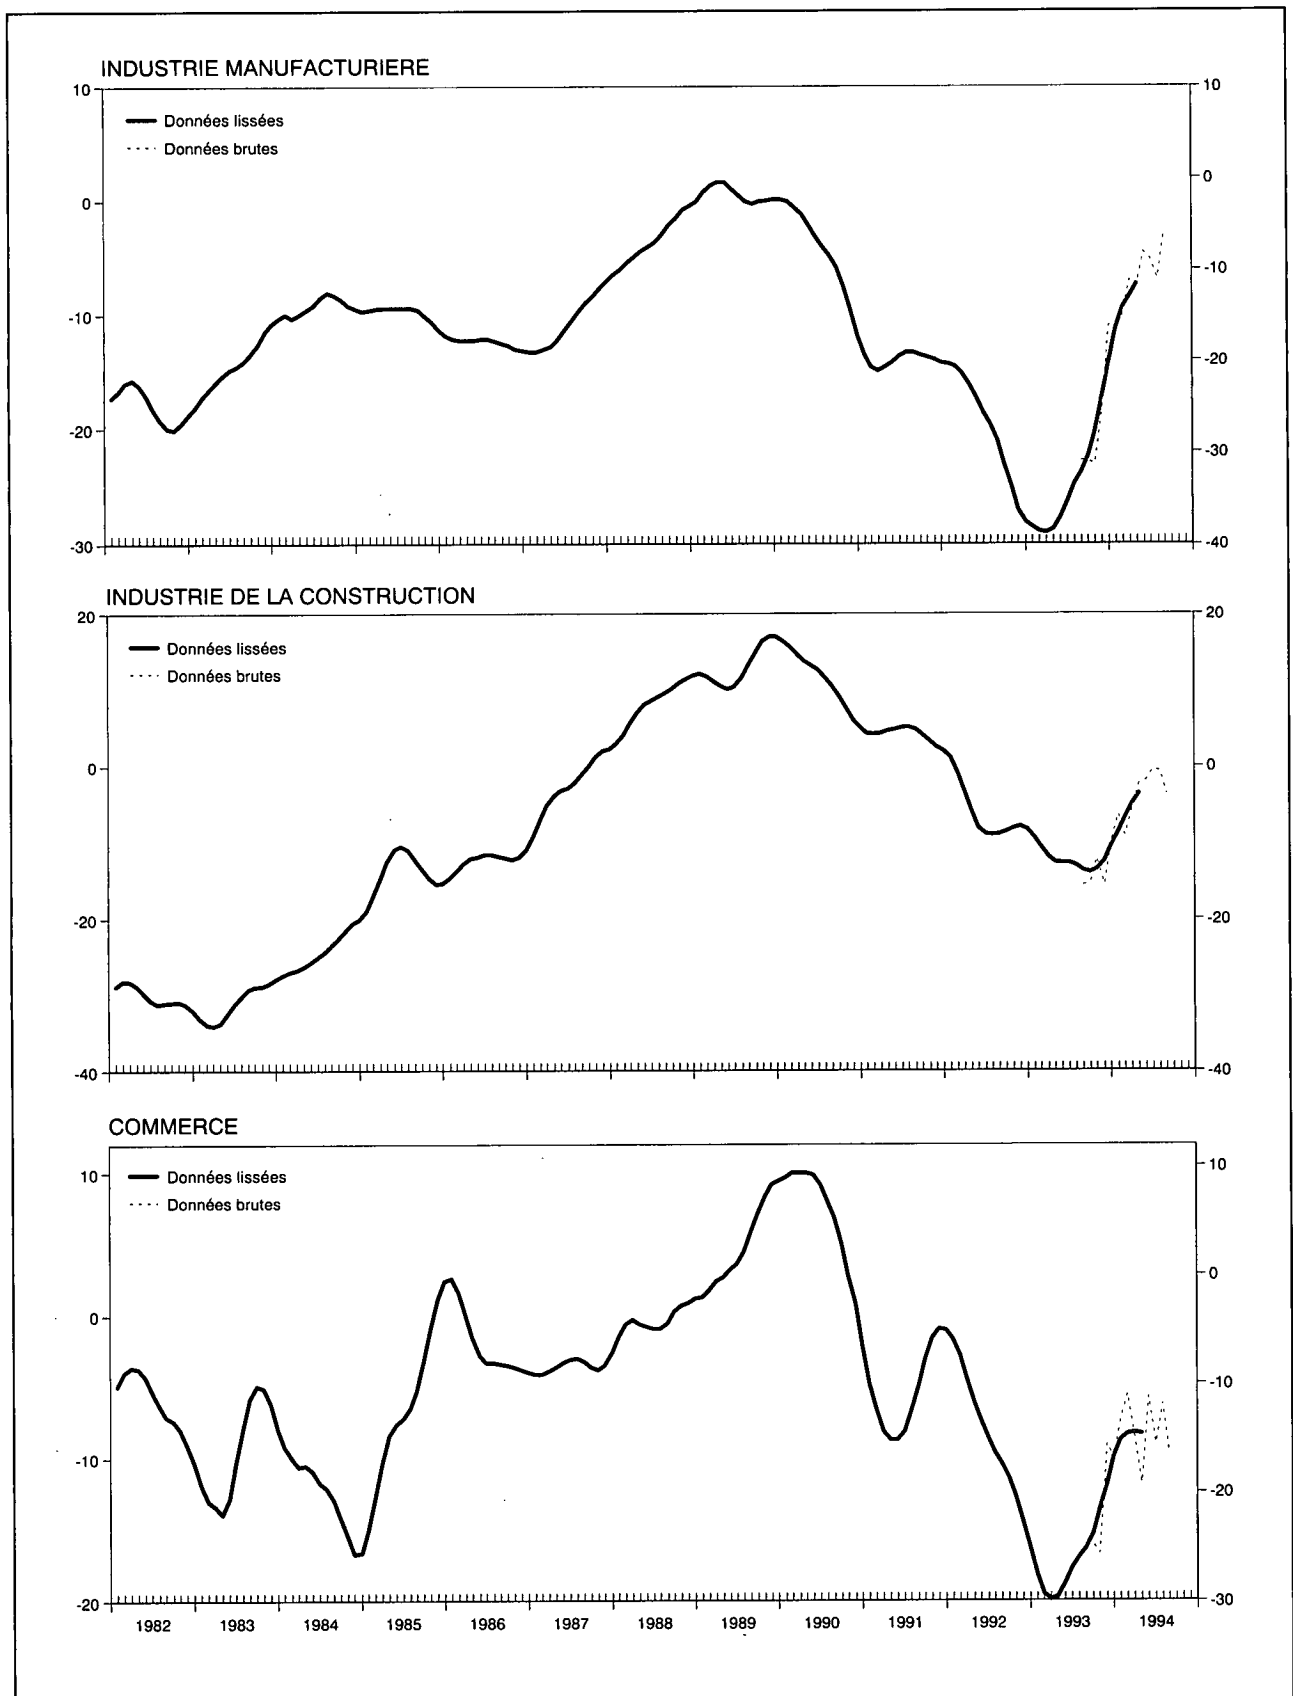 INDUSTRIE MANUFACTURIERE
10 10
Données lissées
Données brutes
0 0
-10 -10
-20 -20
-30
-30 -40
INDUSTRIE DE LA CONSTRUCTION
20 20
Données lissées
Données brutes
0 0
-20 -20
-40 -40
COMMERCE
10 10
Données lissées
Données brutes
0 0
-10 -10
-20
-20 -30
1982 1983 1984 1985 1986 1987 1988 1989 1990 1991 1992 1993 1994